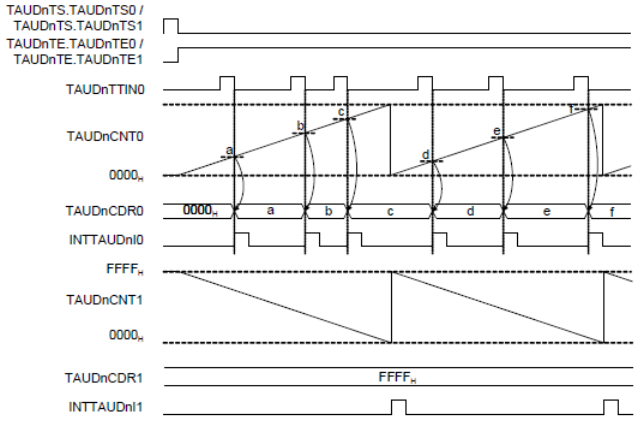 TAUDnTS.TAUDnTS0 /
TAUDnTS.TAUDnTS1
TAUDnTE.TAUDnTE0 /
TAUDnTE.TAUDnTE1
TAUDnTTIN0
a b c d e f
TAUDnCNT0
0000H
TAUDnCDR0 0000H a b c d e f
INTTAUDnI0
FFFFH
TAUDnCNT1
0000H
TAUDnCDR1 FFFFH
INTTAUDnI1